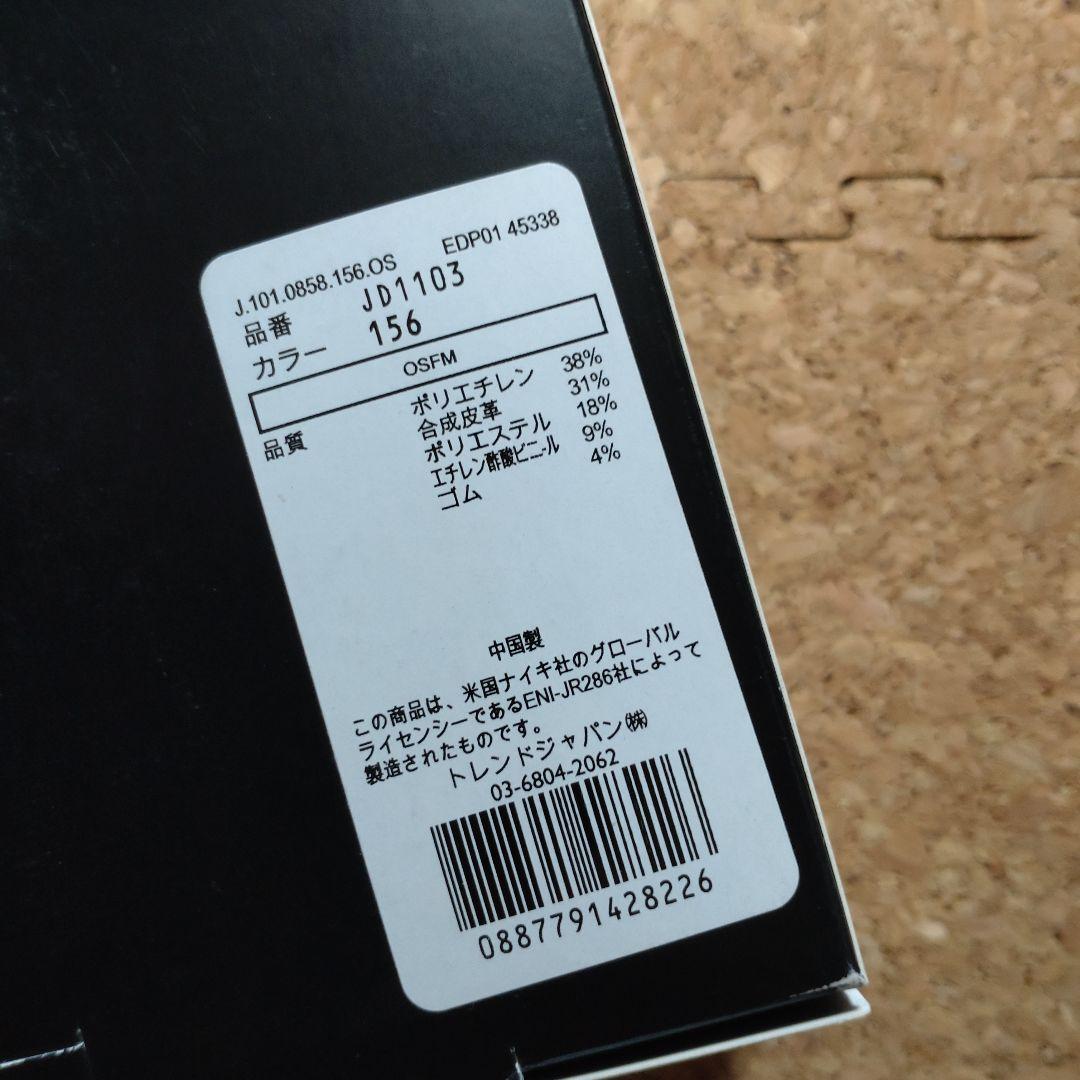 J.101.0858.156.OS EDP01 45338
品番 JD1103
カラー 156
OSFM
品質 ポリエチレン 38%
合成皮革 31%
ポリエステル 18%
エチレン酢酸ビニール 9%
ゴム 4%
中国製
この商品は、米国ナイキ社のグローバル
ライセンシーであるENI-JR286社によって
製造されたものです。
トレンドジャパン㈱
03-6804-2062
0887791428226